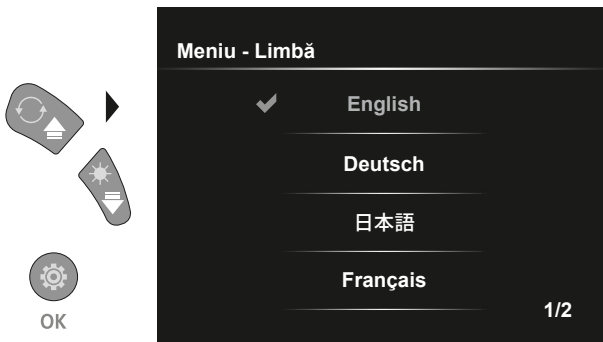 Meniu - Limbă
English
Deutsch
日本語
Français
1/2
OK